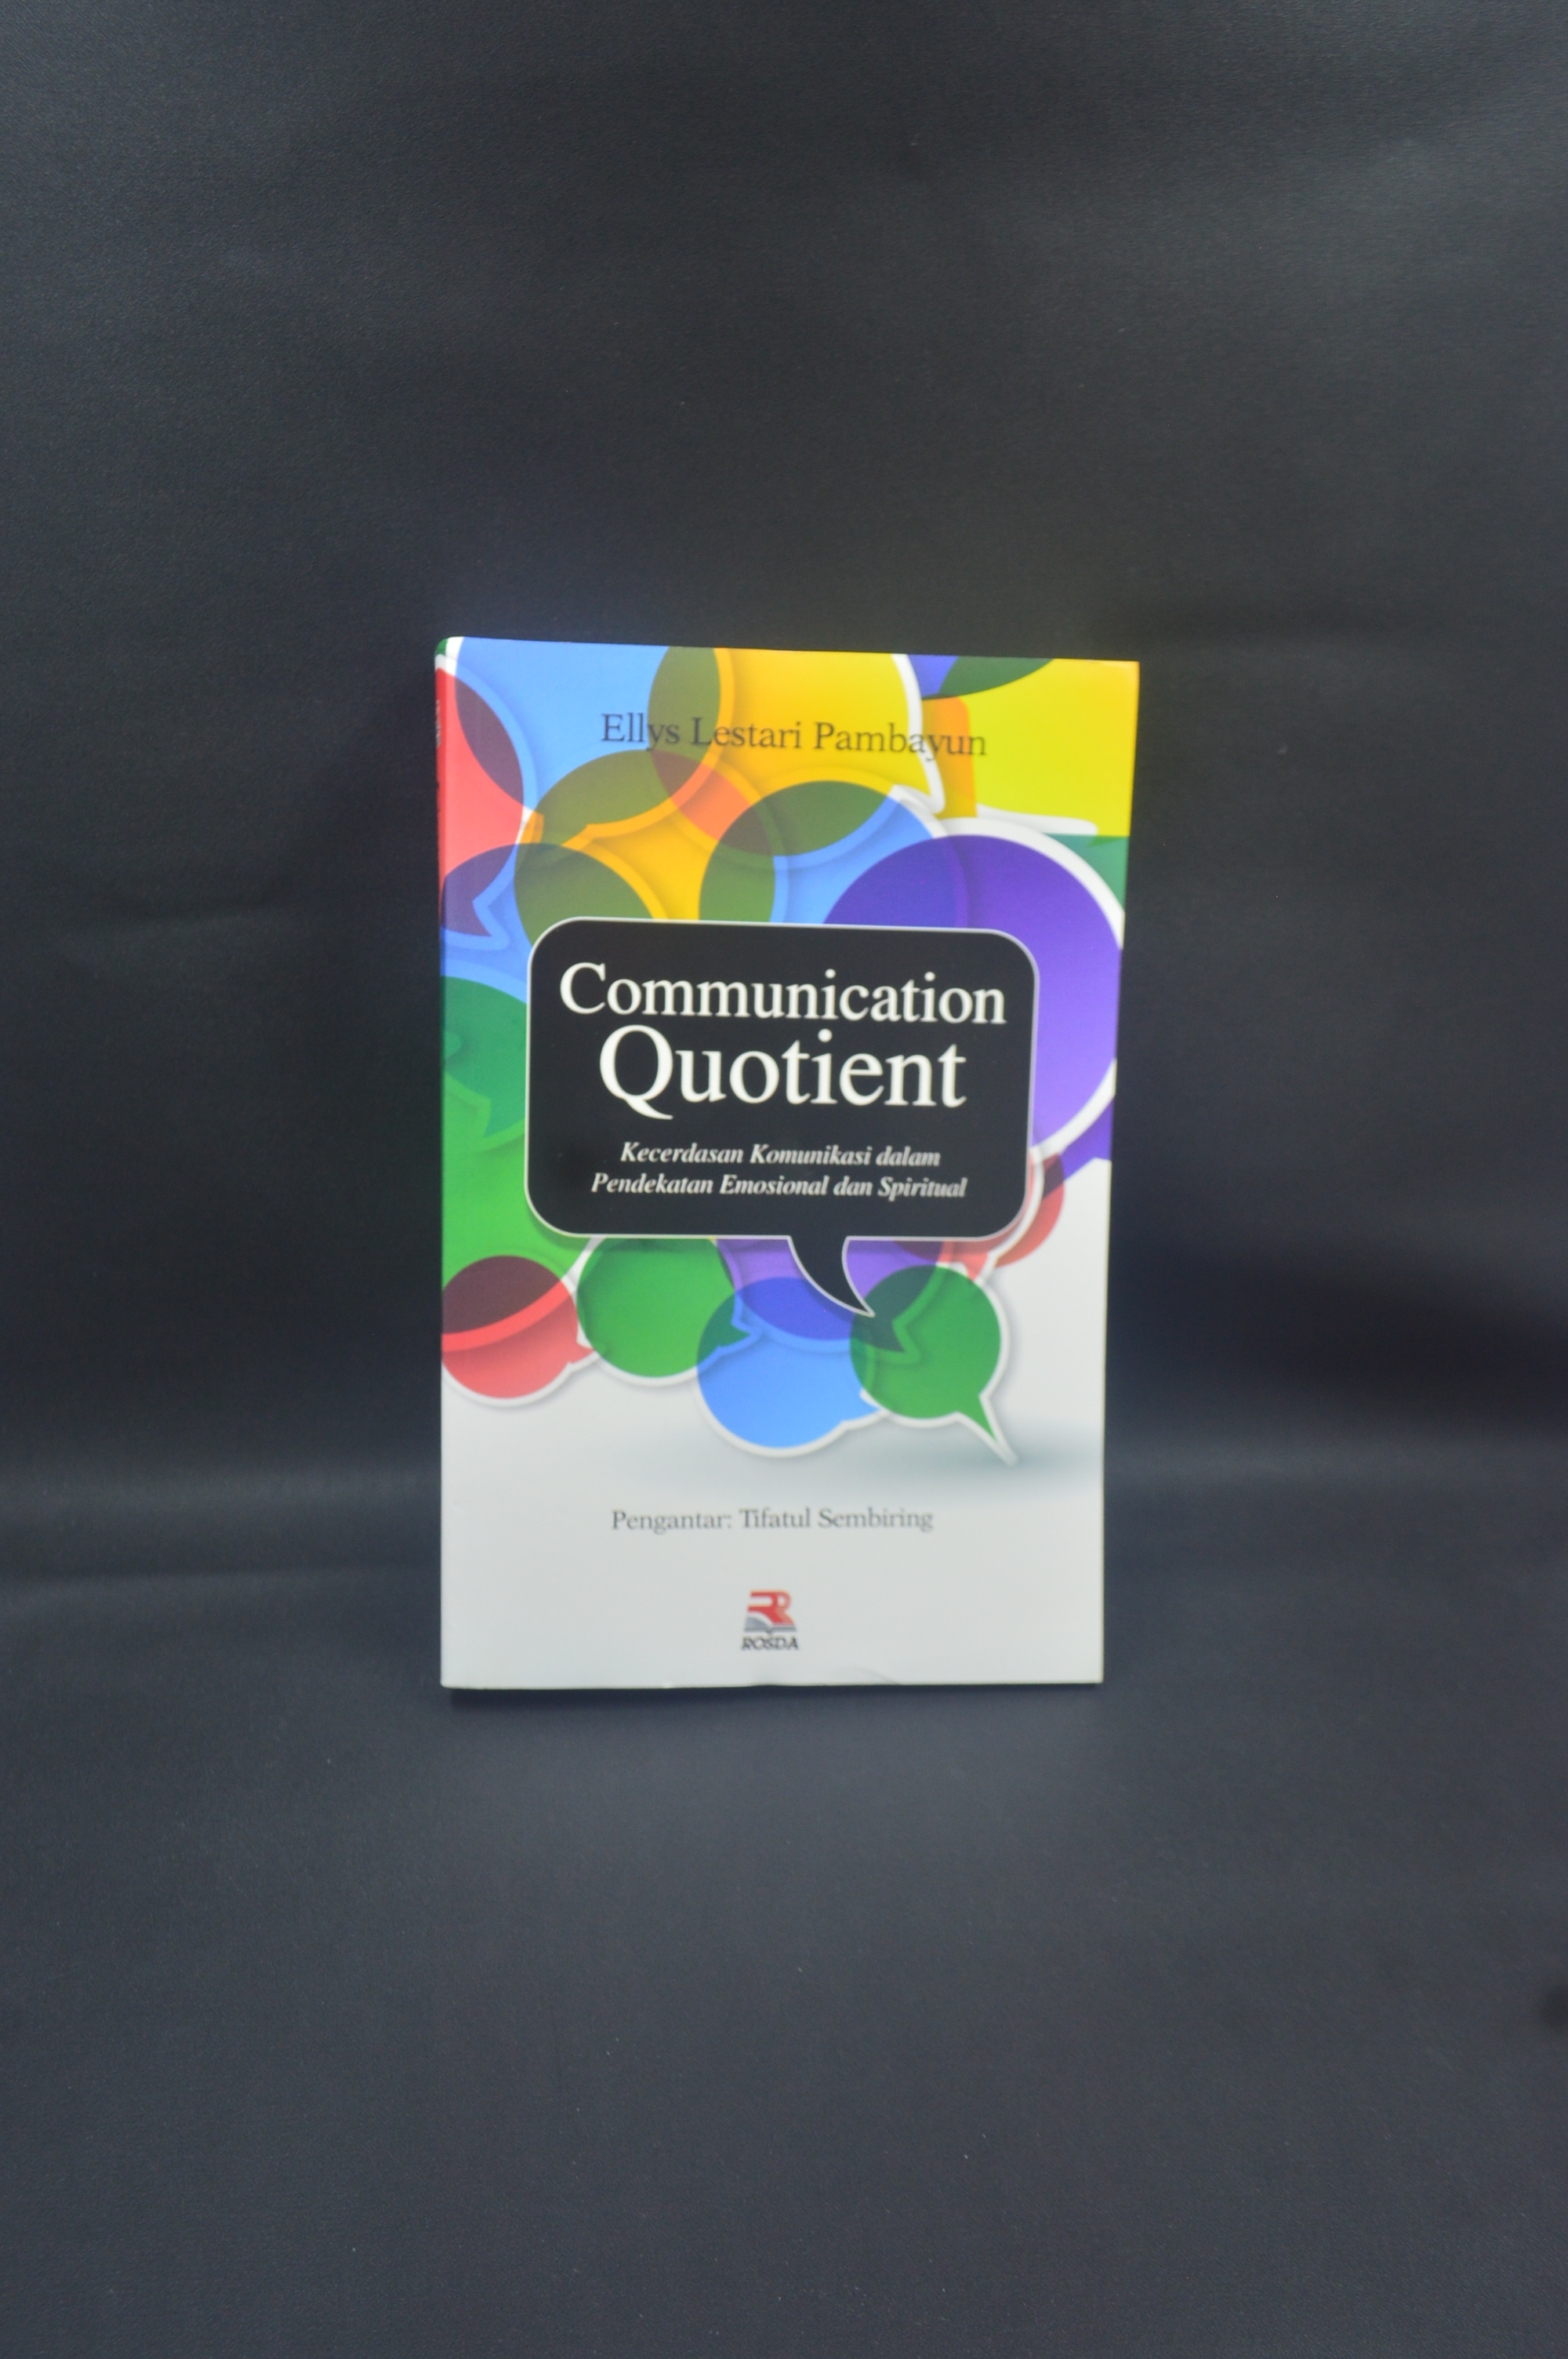 Ellys Lestari Pambayun
Communication
Quotient
Kecerdasan Komunikasi dalam
Pendekatan Emosional dan Spiritual
Pengantar: Tifatul Sembiring
ROSDA